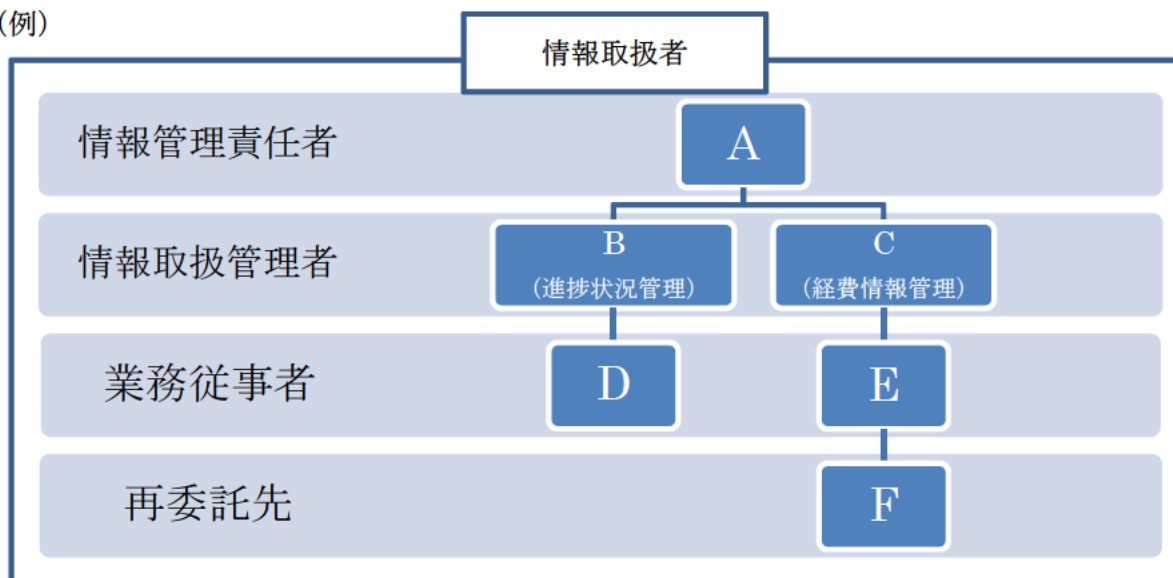 (例)
情報取扱者
情報管理責任者
A
情報取扱管理者
B
(進捗状況管理)
C
(経費情報管理)
業務従事者
D
E
再委託先
F